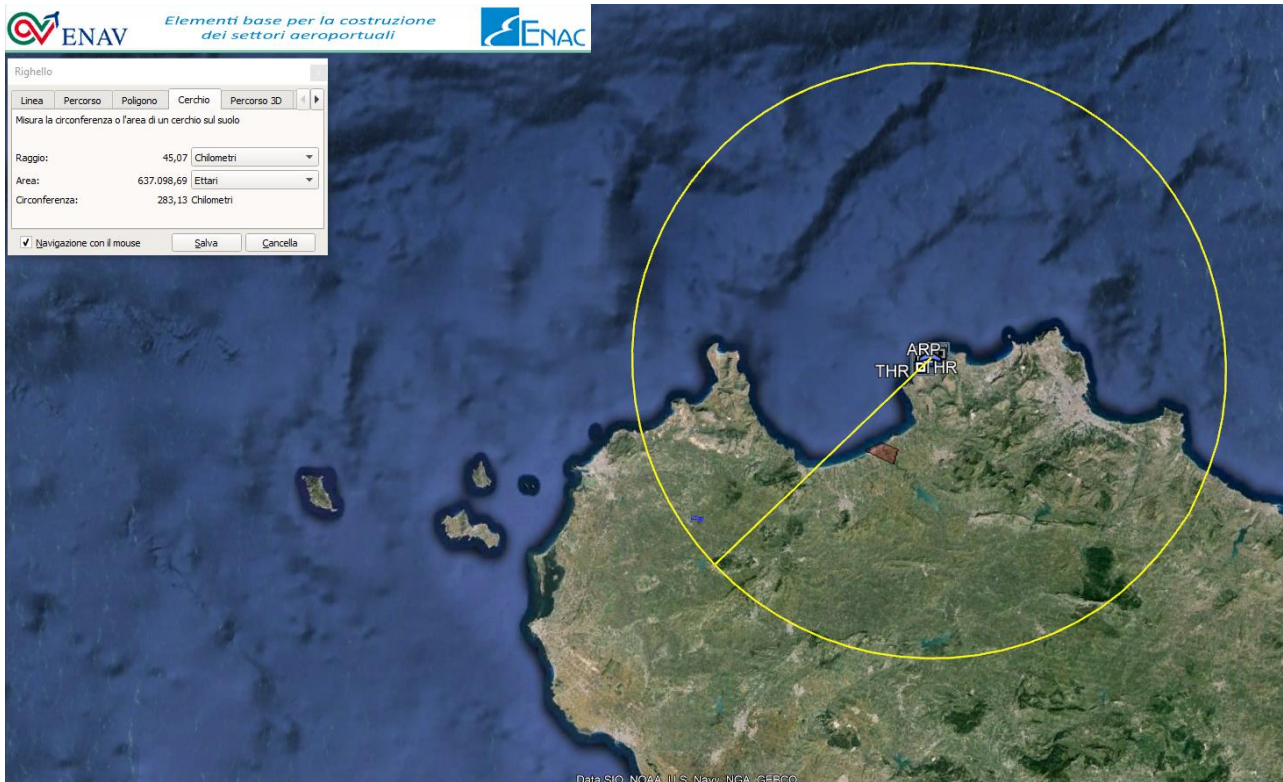 ENAV
Elementi base per la costruzione
dei settori aeroportuali
ENAC
Righello
Linea Percorso Poligono Cerchio Percorso 3D
Misura la circonferenza o l'area di un cerchio sul suolo
Raggio: 45,07 Chilometri
Area: 637.098,69 Ettari
Circonferenza: 283,13 Chilometri
Navigazione con il mouse Salva Cancella
ARP
THR THR
Data SIO, NOAA, U.S. Navy, NGA, GEBCO